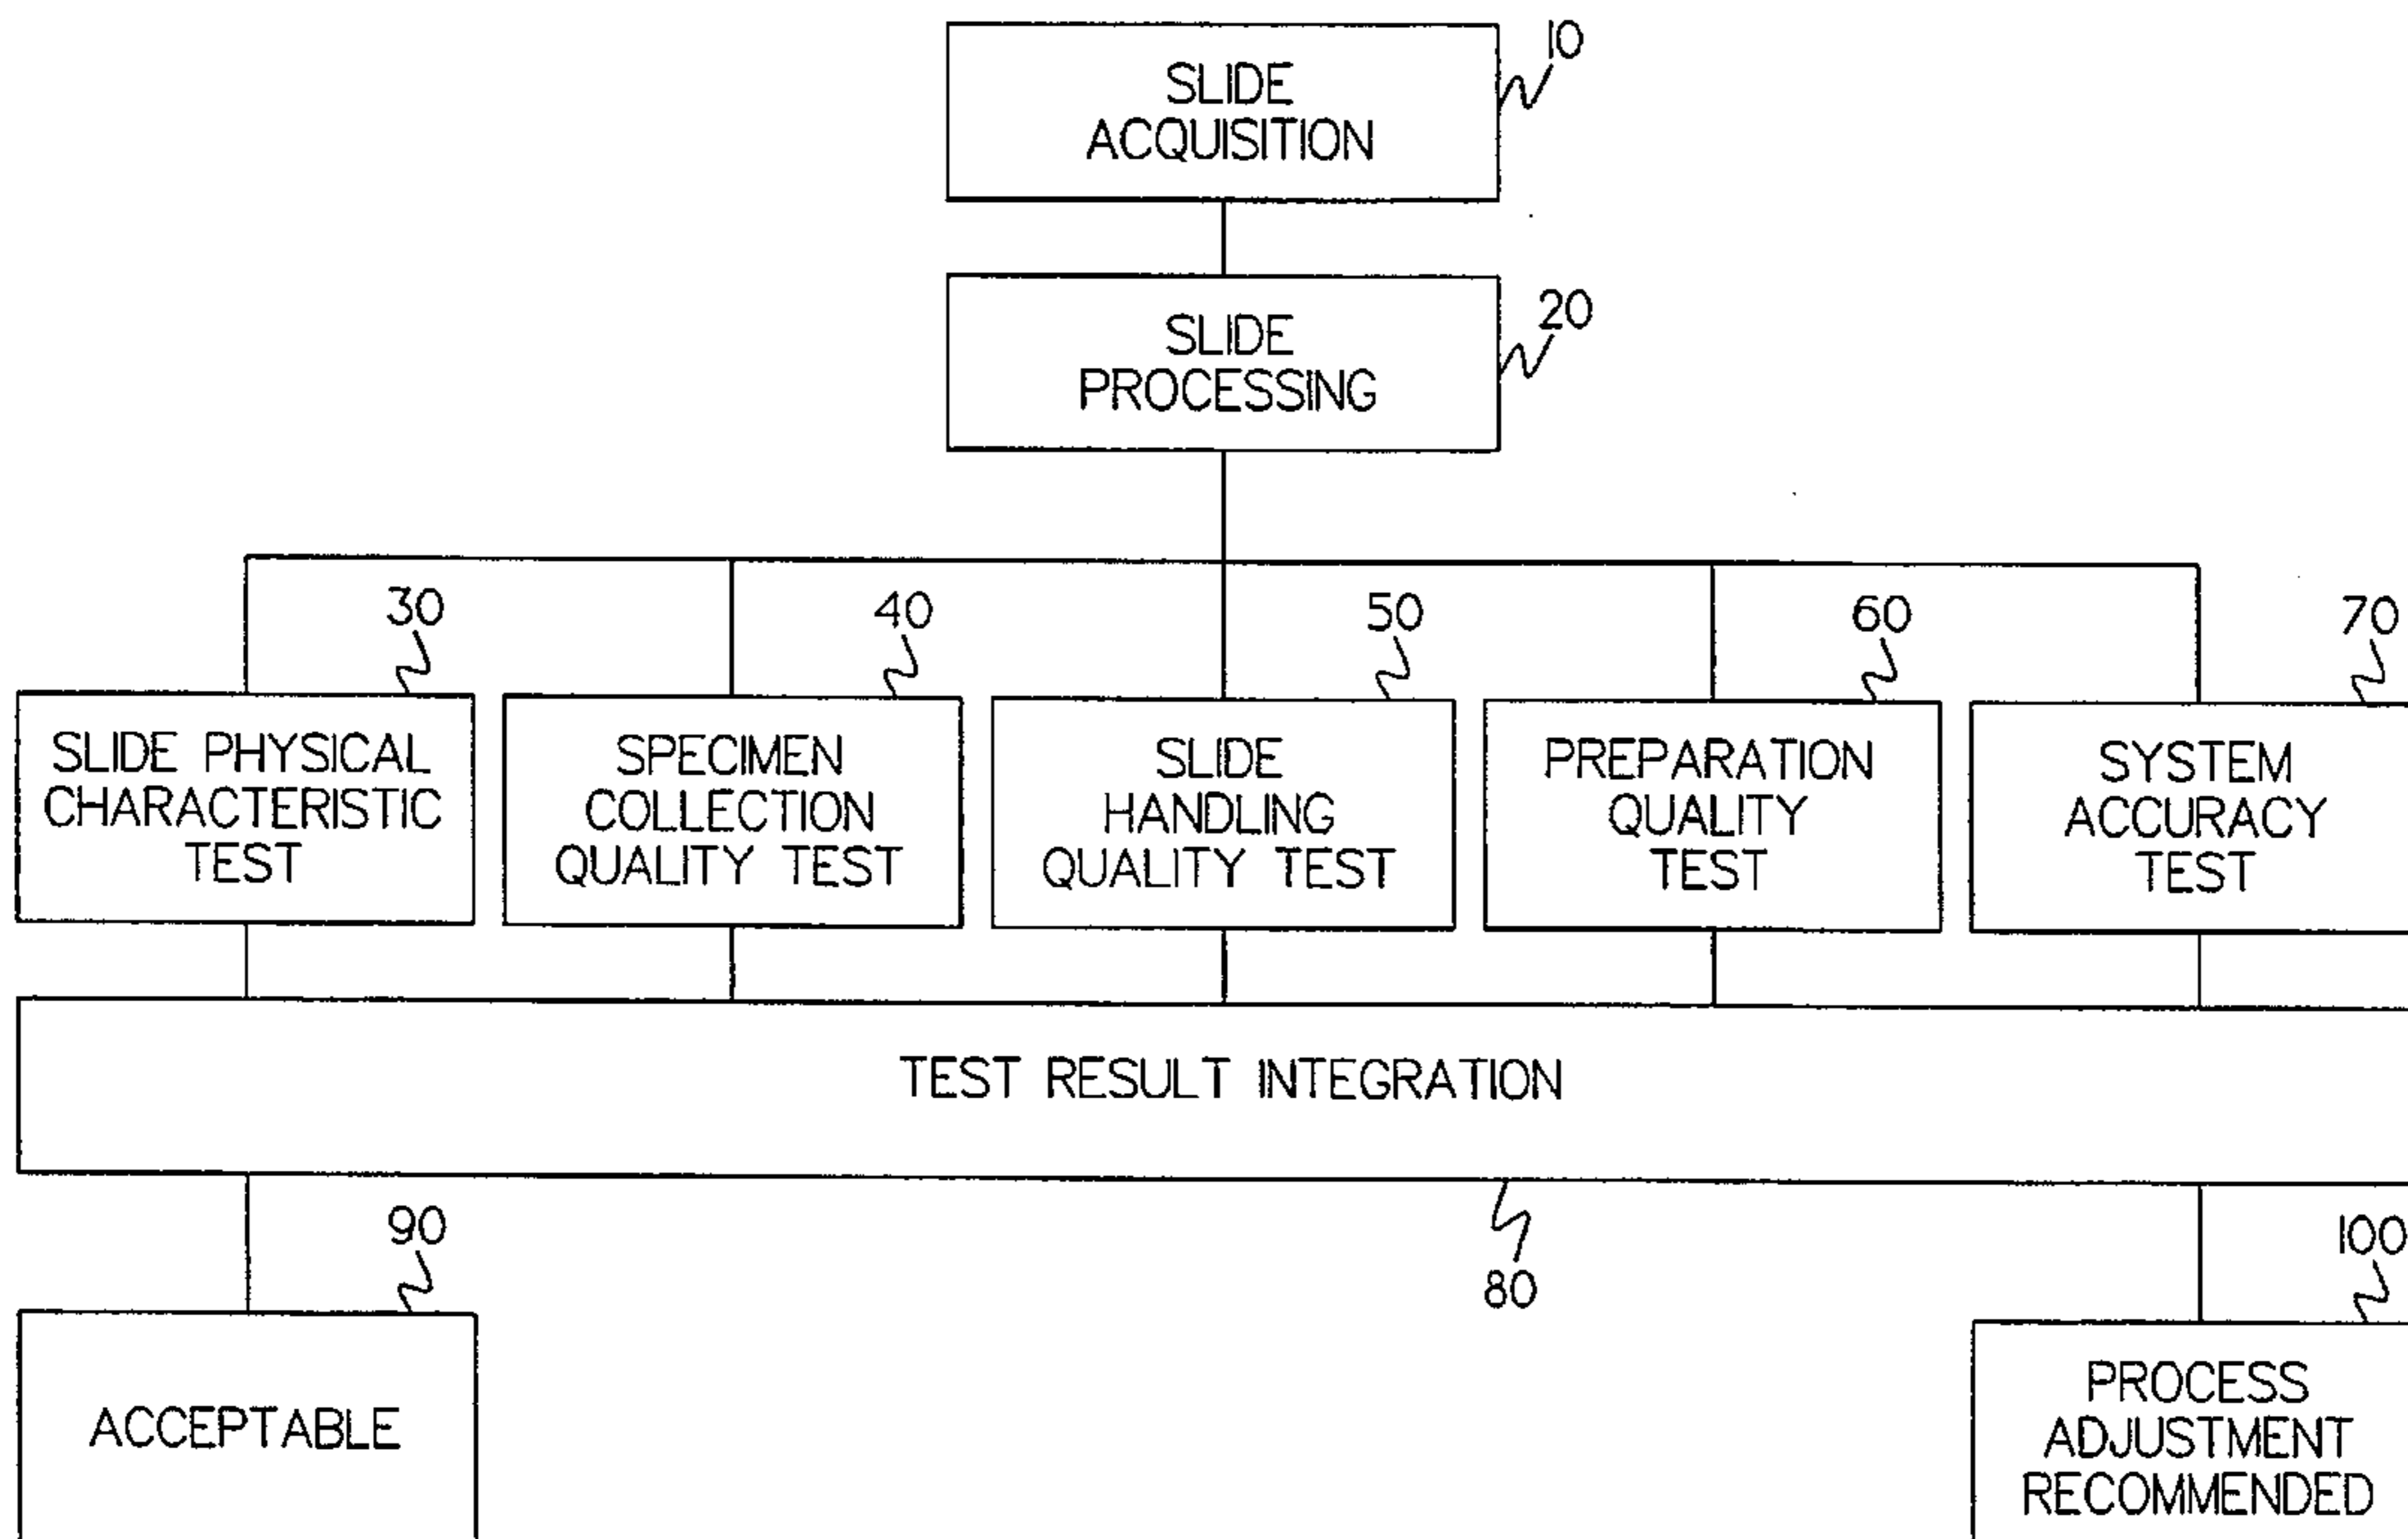 10
SLIDE
ACQUISITION
20
SLIDE
PROCESSING
30
40
50
60
70
SLIDE PHYSICAL
CHARACTERISTIC
TEST
SPECIMEN
COLLECTION
QUALITY TEST
SLIDE
HANDLING
QUALITY TEST
PREPARATION
QUALITY
TEST
SYSTEM
ACCURACY
TEST
TEST RESULT INTEGRATION
80
90
ACCEPTABLE
100
PROCESS
ADJUSTMENT
RECOMMENDED